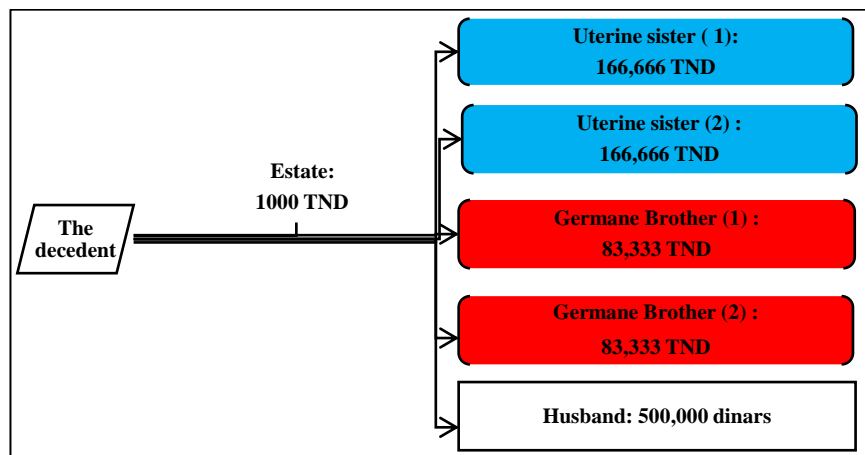 The
decedent
Estate:
1000 TND
Uterine sister ( 1):
166,666 TND
Uterine sister (2) :
166,666 TND
Germane Brother (1) :
83,333 TND
Germane Brother (2) :
83,333 TND
Husband: 500,000 dinars